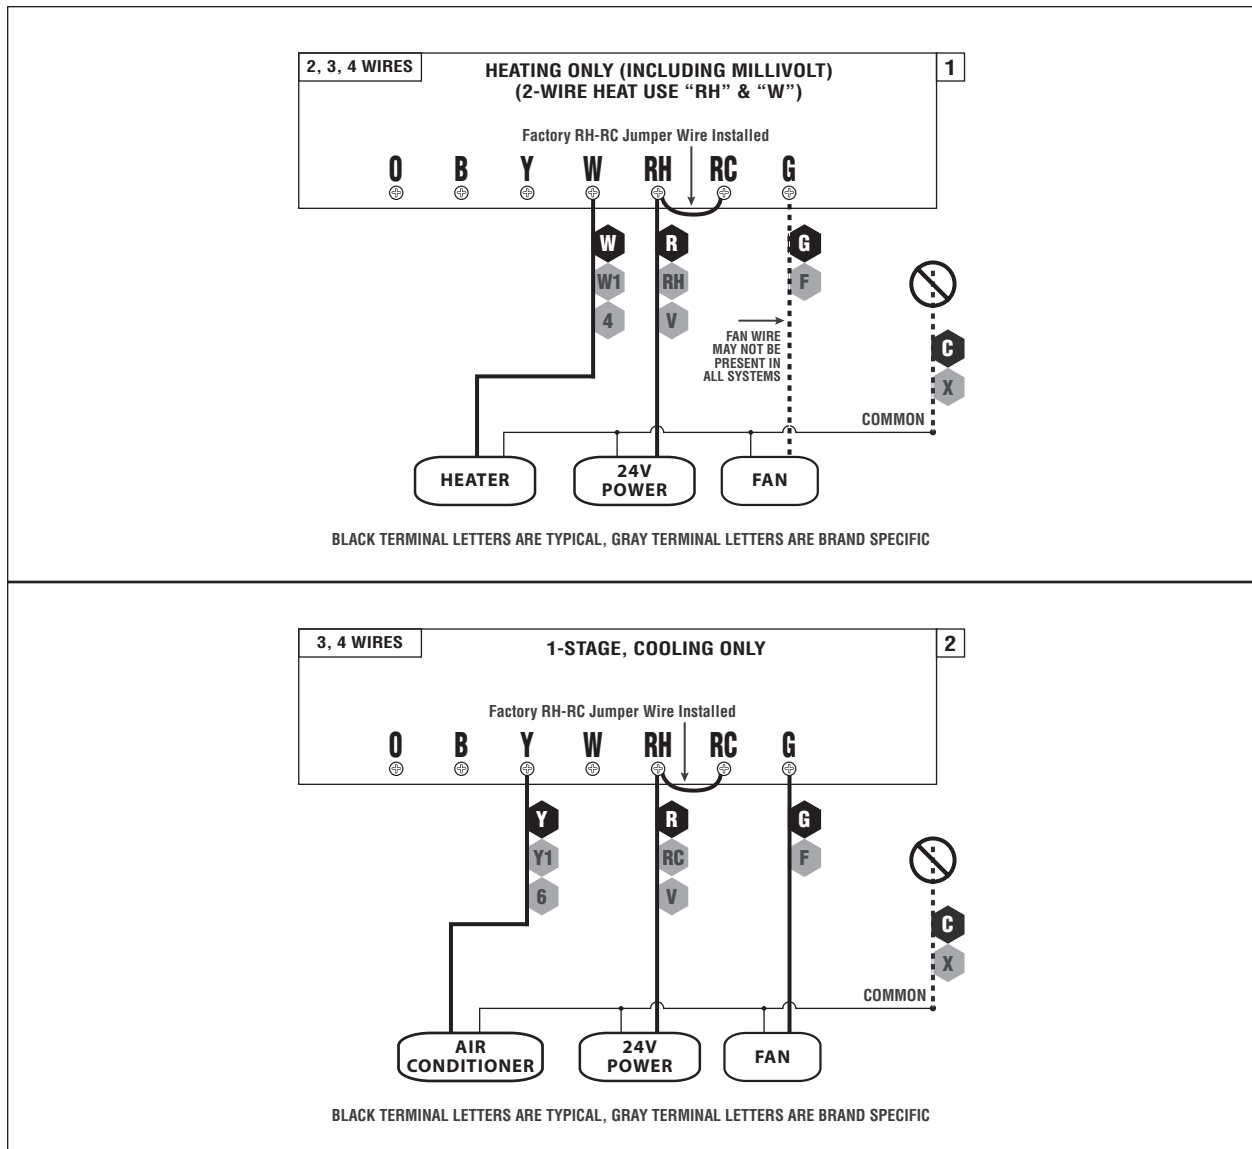 2, 3, 4 WIRES
HEATING ONLY (INCLUDING MILLIVOLT)
(2-WIRE HEAT USE “RH” & “W”)
1
Factory RH-RC Jumper Wire Installed
O B Y W RH RC G
W R G
W1 RH F
4 V
FAN WIRE
MAY NOT BE
PRESENT IN
ALL SYSTEMS
C
X
COMMON
HEATER
24V
POWER
FAN
BLACK TERMINAL LETTERS ARE TYPICAL, GRAY TERMINAL LETTERS ARE BRAND SPECIFIC
3, 4 WIRES
1-STAGE, COOLING ONLY
2
Factory RH-RC Jumper Wire Installed
O B Y W RH RC G
Y R G
Y1 RC F
6 V
C
X
COMMON
AIR
CONDITIONER
24V
POWER
FAN
BLACK TERMINAL LETTERS ARE TYPICAL, GRAY TERMINAL LETTERS ARE BRAND SPECIFIC